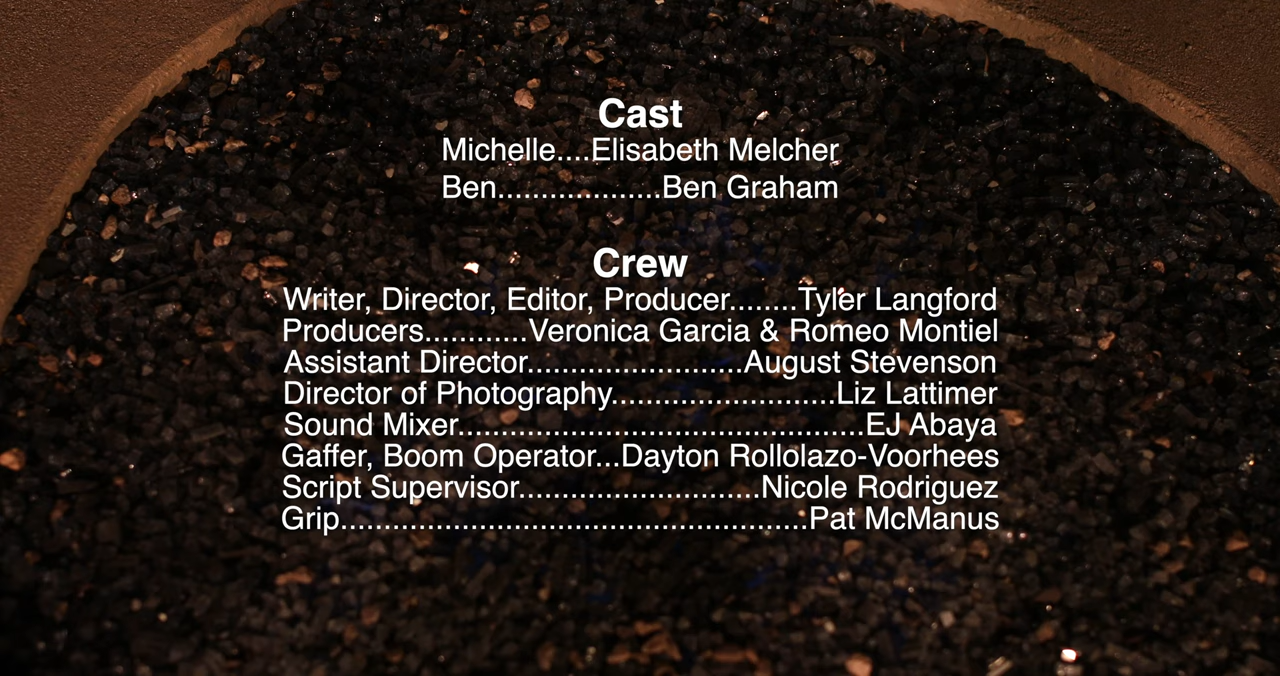 Cast
Michelle....Elisabeth Melcher
Ben...................Ben Graham
Crew
Writer, Director, Editor, Producer........Tyler Langford
Producers............Veronica Garcia & Romeo Montiel
Assistant Director.........................August Stevenson
Director of Photography..........................Liz Lattimer
Sound Mixer...............................................EJ Abaya
Gaffer, Boom Operator...Dayton Rollolazo-Voorhees
Script Supervisor............................Nicole Rodriguez
Grip......................................................Pat McManus